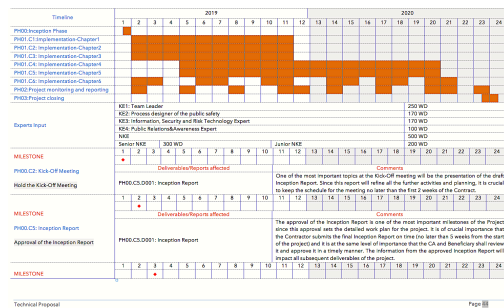 Timeline
2019 2020
1 2 3 4 5 6 7 8 9 10 11 12 13 14 15 16 17 18 19 20 21 22 23 24
PH00:Inception Phase
PH01.C1:Implementation-Chapter1
PH01.C2: Implementation-Chapter2
PH01.C3: Implementation-Chapter3
PH01.C4: Implementation-Chapter4
PH01.C5: Implementation-Chapter5
PH01.C6: Implementation-Chapter6
PH02:Project monitoring and reporting
PH03:Project closing
Experts Input
KE1: Team Leader 250 WD
KE2: Process designer of the public safety 170 WD
KE3: Information, Security and Risk Technology Expert 170 WD
KE4: Public Relations&Awareness Expert 100 WD
NKE 500 WD
Senior NKE 300 WD Junior NKE 200 WD
MILESTONE
1 2 3 4 5 6 7 8 9 10 11 12 13 14 15 16 17 18 19 20 21 22 23 24
PH00.C2: Kick-Off Meeting
Hold the Kick-Off Meeting
Deliverables/Reports affected Comments
PH00.C5.D001: Inception Report
One of the most important topics at the Kick-Off meeting will be the presentation of the draft
Inception Report. Since this report will refine all the further activities and planning, it is crucial
to keep the schedule for the meeting no later than the first 2 weeks of the Contract.
MILESTONE
1 2 3 4 5 6 7 8 9 10 11 12 13 14 15 16 17 18 19 20 21 22 23 24
PH00.C5: Inception Report
Approval of the Inception Report
Deliverables/Reports affected Comments
PH00.C5.D001: Inception Report
The approval of the Inception Report is one of the most important milestones of the Project
since this approval sets the detailed work plan for the project. It is of crucial importance that
the Contractor submits the final Inception Report on time (no later than 5 weeks from the start
of the project) and it is at the same level of importance that the CA and Beneficiary shall review
it and approve it in a timely manner. The information from the approved Inception Report will
impact all subsequent deliverables of the project.
MILESTONE
1 2 3 4 5 6 7 8 9 10 11 12 13 14 15 16 17 18 19 20 21 22 23 24
Technical Proposal
Page 44